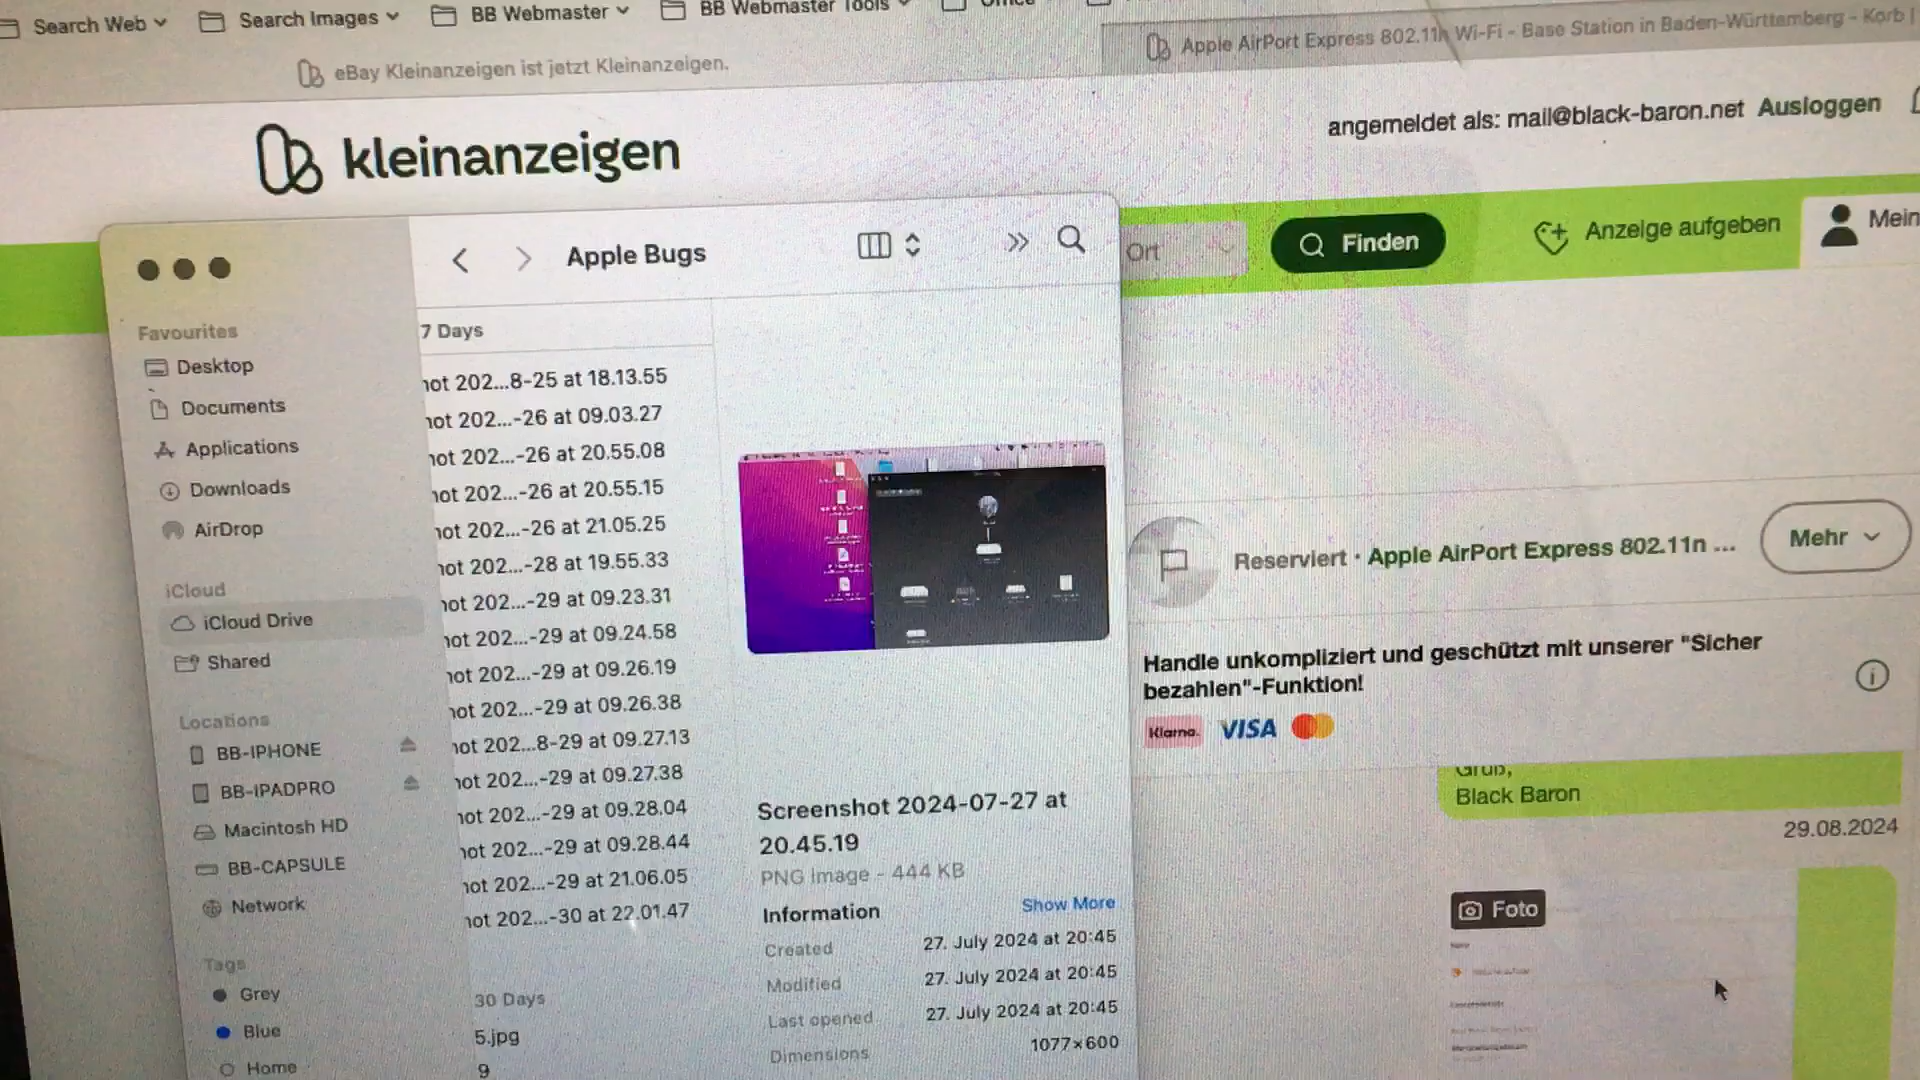 Search Web
Search Images
BB Webmaster
BB Webmaster Tools
eBay Kleinanzeigen ist jetzt Kleinanzeigen.
Apple AirPort Express 802.11n Wi-Fi - Base Station in Baden-Württemberg - Korb |
kleinanzeigen
angemeldet als: mail@black-baron.net Ausloggen
Ort
Finden
Anzeige aufgeben
Mein
Apple Bugs
Favourites
Desktop
Documents
Applications
Downloads
AirDrop
iCloud
iCloud Drive
Shared
Locations
BB-IPHONE
BB-IPADPRO
Macintosh HD
BB-CAPSULE
Network
Tags
Grey
Blue
Home
7 Days
hot 202...8-25 at 18.13.55
hot 202...-26 at 09.03.27
hot 202...-26 at 20.55.08
hot 202...-26 at 20.55.15
hot 202...-26 at 21.05.25
hot 202...-28 at 19.55.33
hot 202...-29 at 09.23.31
hot 202...-29 at 09.24.58
hot 202...-29 at 09.26.19
hot 202...-29 at 09.26.38
hot 202...8-29 at 09.27.13
hot 202...-29 at 09.27.38
hot 202...-29 at 09.28.04
hot 202...-29 at 09.28.44
hot 202...-29 at 21.06.05
hot 202...-30 at 22.01.47
30 Days
5.jpg
9
Screenshot 2024-07-27 at
20.45.19
PNG Image - 444 KB
Information
Show More
Created 27. July 2024 at 20:45
Modified 27. July 2024 at 20:45
Last opened 27. July 2024 at 20:45
Dimensions 1077×600
Reserviert • Apple AirPort Express 802.11n ...
Mehr
Handle unkompliziert und geschützt mit unserer "Sicher
bezahlen"-Funktion!
Klarna.
VISA
Gruß,
Black Baron
29.08.2024
Foto